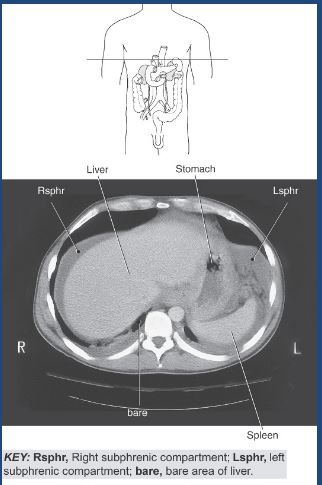 Liver
Stomach
Rsphr
Lsphr
R
L
bare
Spleen
KEY: Rsphr, Right subphrenic compartment; Lsphr, left
subphrenic compartment; bare, bare area of liver.